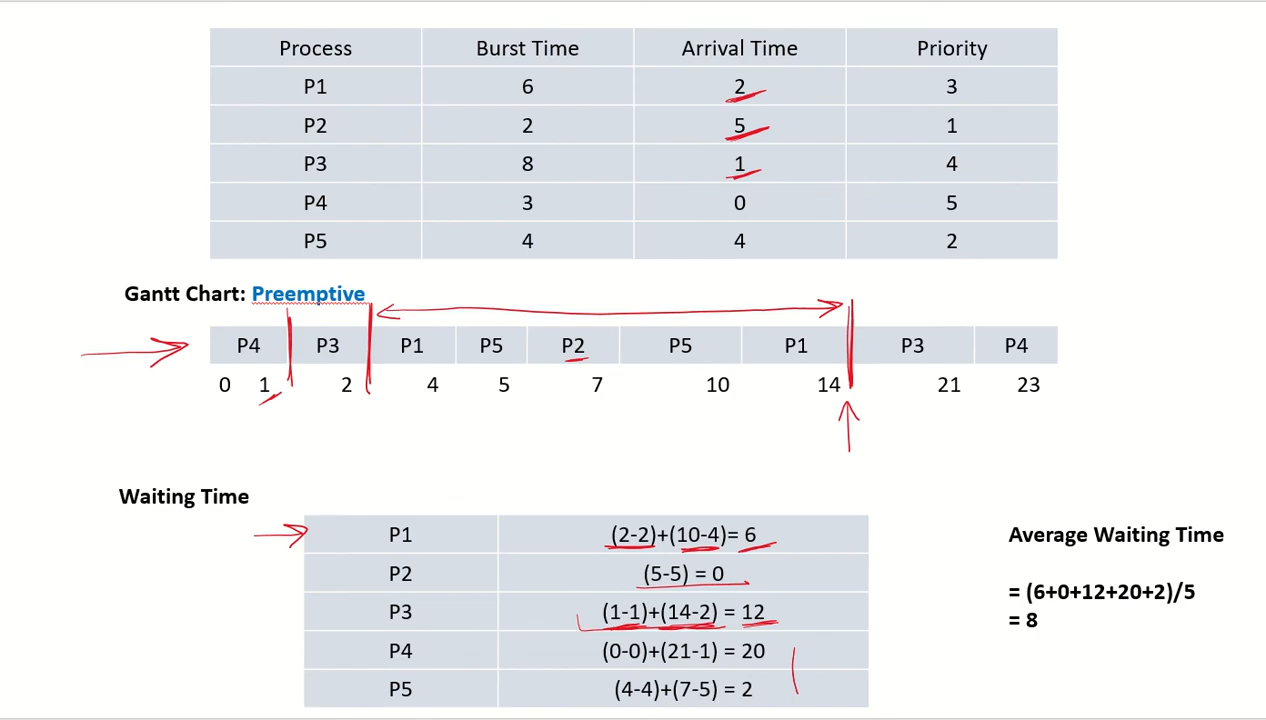 Process Burst Time Arrival Time Priority
P1 6 2 3
P2 2 5 1
P3 8 1 4
P4 3 0 5
P5 4 4 2
Gantt Chart: Preemptive
P4 P3 P1 P5 P2 P5 P1 P3 P4
0 1 2 4 5 7 10 14 21 23
Waiting Time
P1 (2-2)+(10-4)= 6
P2 (5-5) = 0
P3 (1-1)+(14-2) = 12
P4 (0-0)+(21-1) = 20
P5 (4-4)+(7-5) = 2
Average Waiting Time
= (6+0+12+20+2)/5
= 8